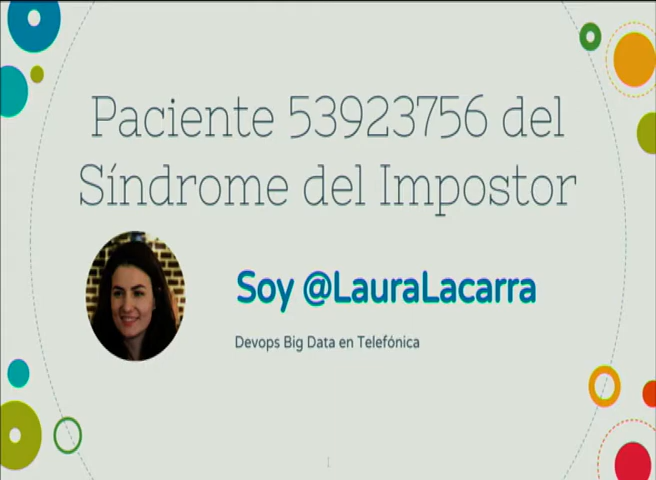 Paciente 53923756 del
Síndrome del Impostor
Soy @LauraLacarra
Devops Big Data en Telefónica